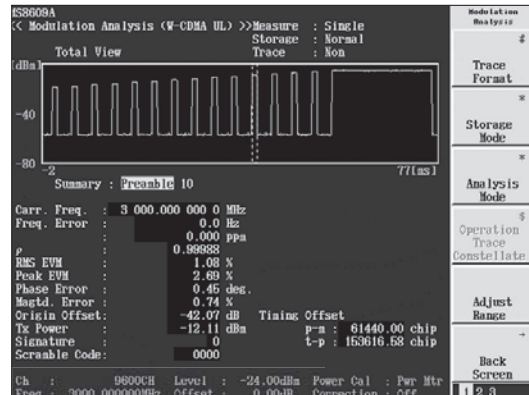 MS8609A
<< Modulation Analysis (W-CDMA UL) >>
Measure : Single
Storage : Normal
Trace : Non
Total View
[dBm]
-40
-80
-2
77[ms]
Summary : Preamble 10
Carr. Freq. : 3 000.000 000 0 MHz
Freq. Error : 0.0 Hz
: 0.000 ppm
ρ : 0.99988
RMS EVM : 1.08 %
Peak EVM : 2.69 %
Phase Error : 0.45 deg.
Magtd. Error : 0.74 %
Origin Offset: -42.07 dB
Tx Power : -12.11 dBm
Signature : 0
Scramble Code: 0000
Timing Offset
p-m : 61440.00 chip
t-p : 153616.58 chip
Ch : 9600CH Level : -24.00dBm Power Cal : Pwr Mtr
Freq : 3000.000000MHz Offset : 0.00dB Correction : Off
Modulation
Analysis
#
Trace
Format
*
Storage
Mode
*
Analysis
Mode
$
Operation
Trace
Constellate
Adjust
Range
→
Back
Screen
1 2 3